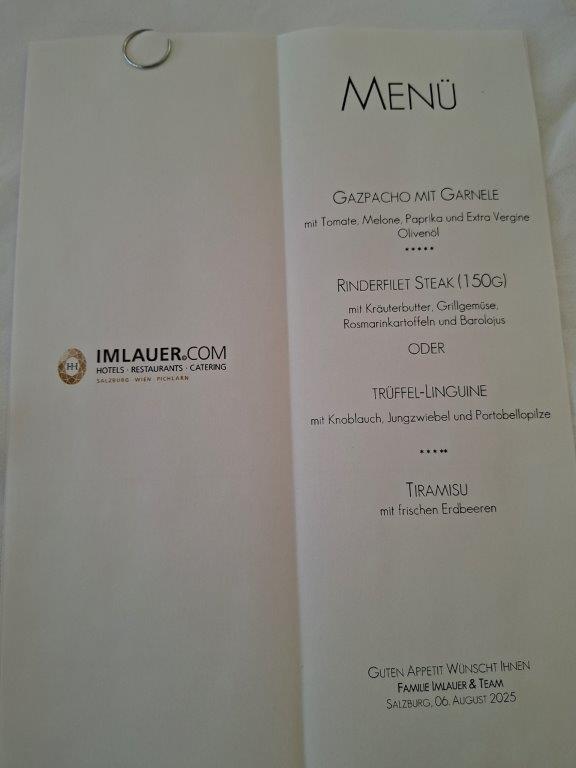 MENÜ
GAZPACHO MIT GARNELE
mit Tomate, Melone, Paprika und Extra Vergine
Olivenöl
*****
RINDERFILET STEAK (150G)
mit Kräuterbutter, Grillgemüse,
Rosmarinkartoffeln und Barolojus
ODER
TRÜFFEL-LINGUINE
mit Knoblauch, Jungzwiebel und Portobellopilze
*****
TIRAMISU
mit frischen Erdbeeren
GUTEN APPETIT WÜNSCHT IHNEN
FAMILIE IMLAUER & TEAM
SALZBURG, 06. AUGUST 2025
IMLAUER.COM
HOTELS · RESTAURANTS · CATERING
SALZBURG WIEN PICHLARN